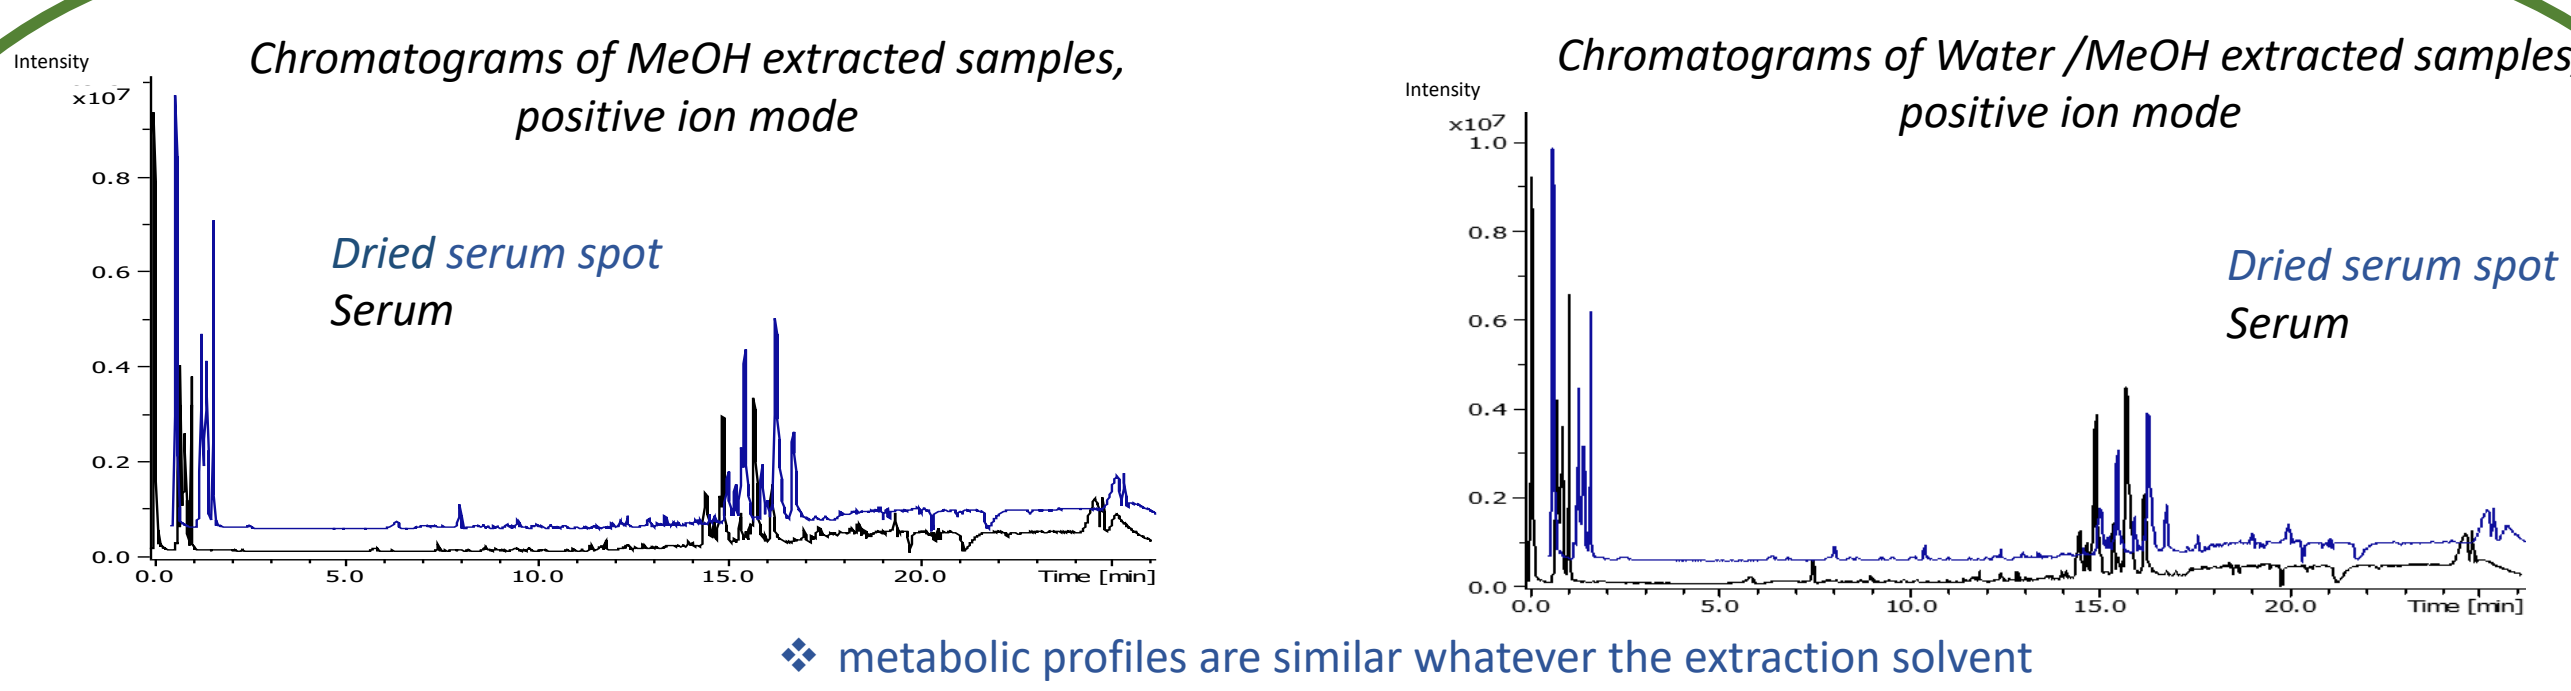 Chromatograms of MeOH extracted samples,
positive ion mode
Intensity
x10^7
0.8
0.6
0.4
0.2
0.0
Dried serum spot
Serum
0.0 5.0 10.0 15.0 20.0 Time [min]
Chromatograms of Water /MeOH extracted samples,
positive ion mode
Intensity
x10^7
1.0
0.8
0.6
0.4
0.2
0.0
Dried serum spot
Serum
0.0 5.0 10.0 15.0 20.0 Time [min]
❖ metabolic profiles are similar whatever the extraction solvent